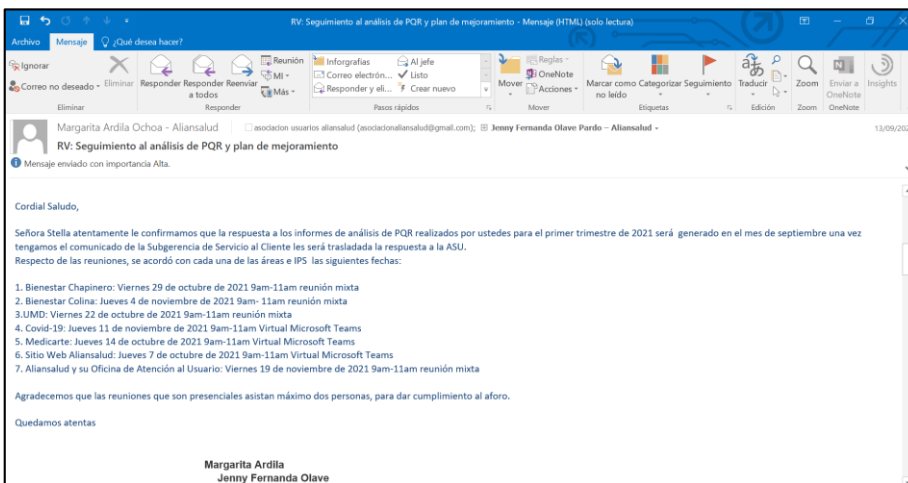 RV: Seguimiento al análisis de PQR y plan de mejoramiento - Mensaje (HTML) (solo lectura)
Archivo Mensaje ¿Qué desea hacer?
Ignorar
Correo no deseado
Eliminar
Responder
Responder a todos
Reenviar
Reunión
MI
Más
Infografías
Correo electrón...
Responder y eli...
Al jefe
Listo
Crear nuevo
Mover
Reglas
OneNote
Acciones
Marcar como no leído
Categorizar
Seguimiento
Traducir
Zoom
Enviar a OneNote
Insights
Eliminar Responder Pasos rápidos Mover Etiquetas Edición Zoom OneNote
Margarita Ardila Ochoa - Aliansalud asociacion usuarios aliansalud (asociacionaliansalud@gmail.com); Jenny Fernanda Olave Pardo – Aliansalud 13/09/202
RV: Seguimiento al análisis de PQR y plan de mejoramiento
Mensaje enviado con importancia Alta.
Cordial Saludo,
Señora Stella atentamente le confirmamos que la respuesta a los informes de análisis de PQR realizados por ustedes para el primer trimestre de 2021 será generado en el mes de septiembre una vez
tengamos el comunicado de la Subgerencia de Servicio al Cliente les será trasladada la respuesta a la ASU.
Respecto de las reuniones, se acordó con cada una de las áreas e IPS las siguientes fechas:
1. Bienestar Chapinero: Viernes 29 de octubre de 2021 9am-11am reunión mixta
2. Bienestar Colina: Jueves 4 de noviembre de 2021 9am- 11am reunión mixta
3.UMD: Viernes 22 de octubre de 2021 9am-11am reunión mixta
4. Covid-19: Jueves 11 de noviembre de 2021 9am-11am Virtual Microsoft Teams
5. Medicarte: Jueves 14 de octubre de 2021 9am-11am Virtual Microsoft Teams
6. Sitio Web Aliansalud: Jueves 7 de octubre de 2021 9am-11am Virtual Microsoft Teams
7. Aliansalud y su Oficina de Atención al Usuario: Viernes 19 de noviembre de 2021 9am-11am reunión mixta
Agradecemos que las reuniones que son presenciales asistan máximo dos personas, para dar cumplimiento al aforo.
Quedamos atentas
Margarita Ardila
Jenny Fernanda Olave